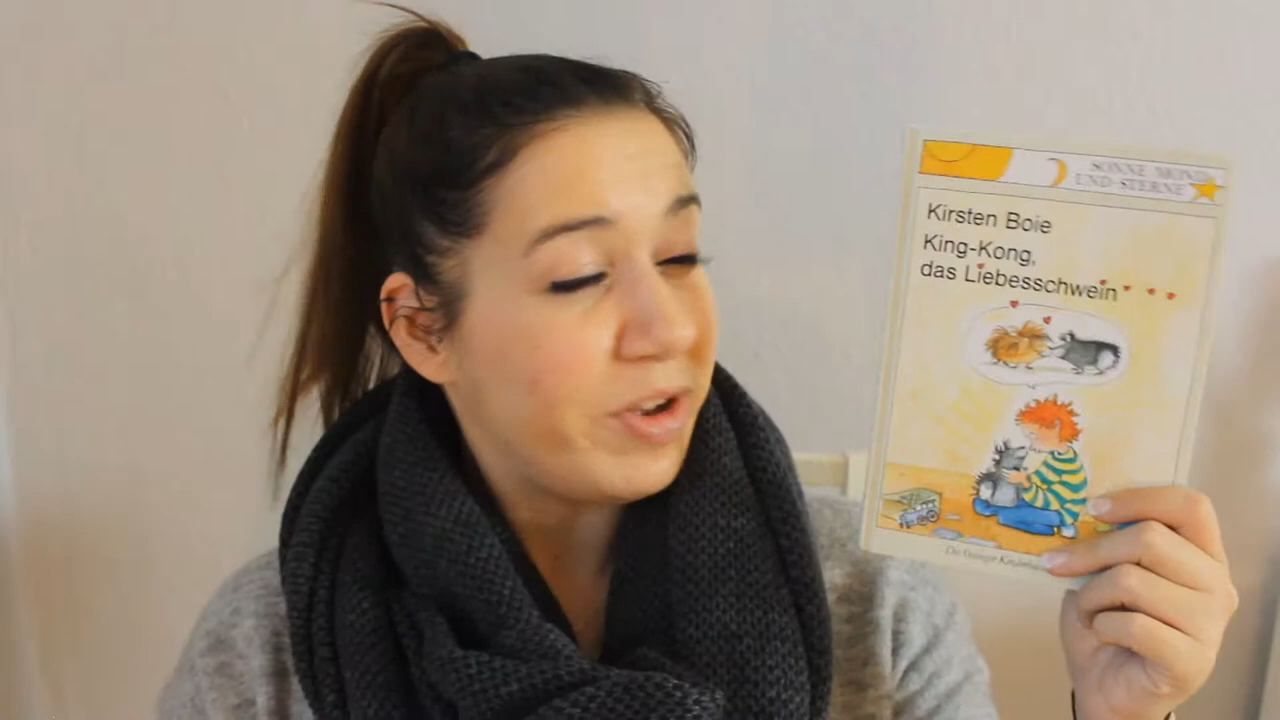 SONNE MOND
UND STERNE
Kirsten Boie
King-Kong,
das Liebesschwein